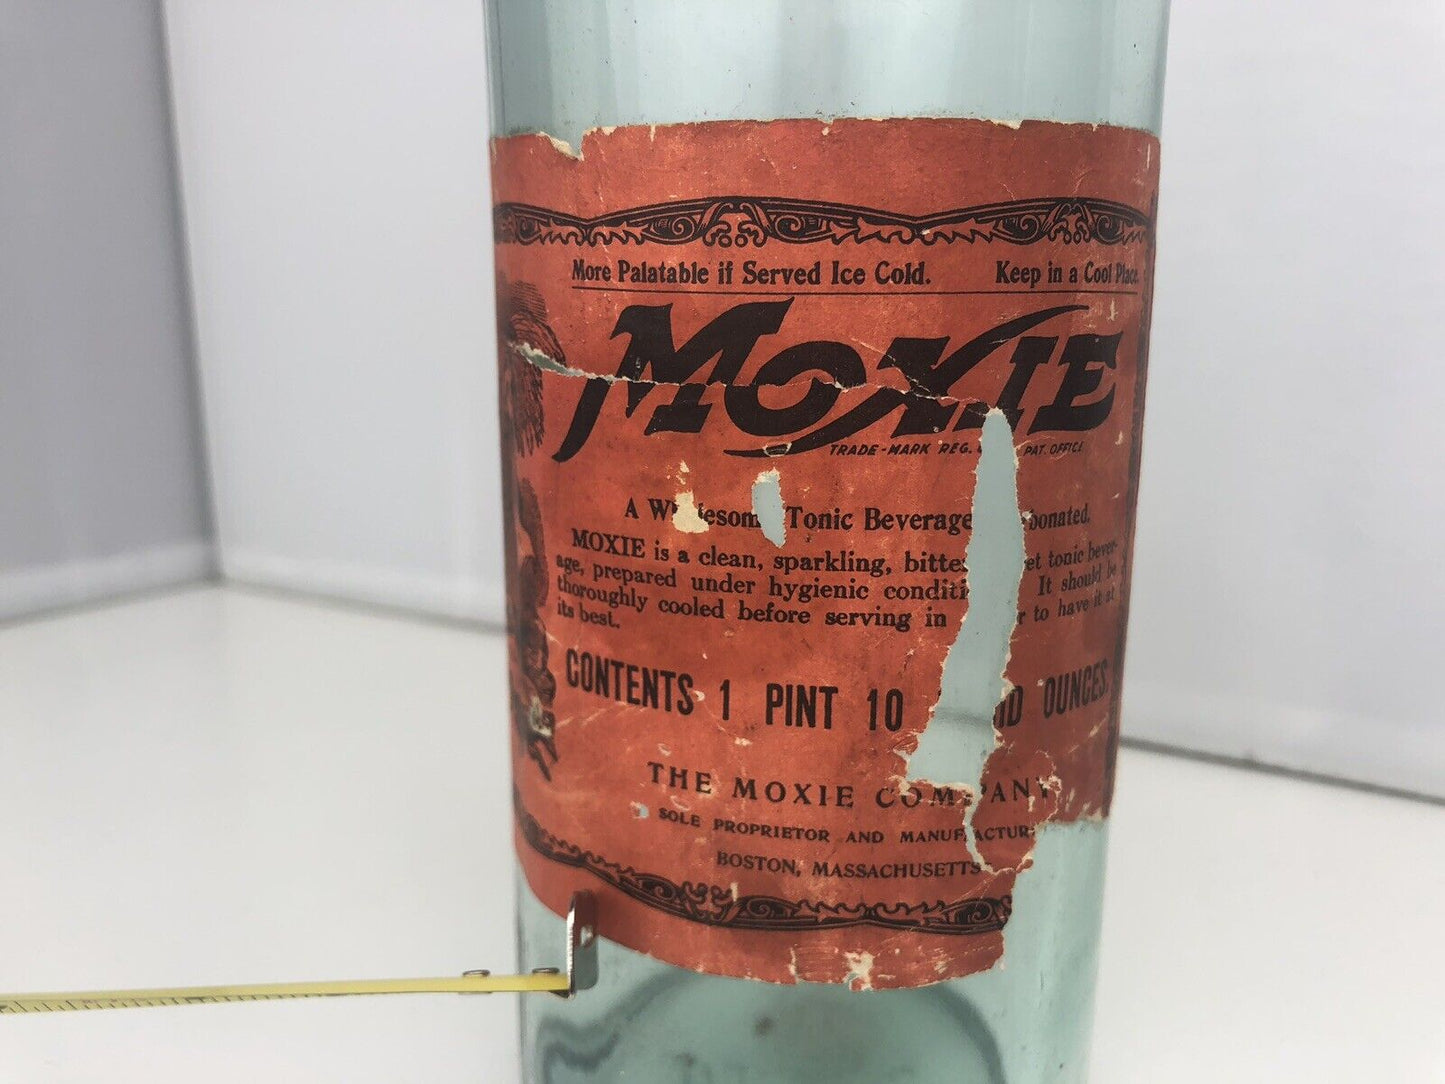 More Palatable if Served Ice Cold. Keep in a Cool Place.
MOXIE
TRADE-MARK REG. PAT. OFFICE
A Wh lesom Tonic Beverage bonated.
MOXIE is a clean, sparkling, bitte et tonic bever-
age, prepared under hygienic conditi It should be
thoroughly cooled before serving in r to have it at
its best.
CONTENTS 1 PINT 10 ID OUNCES.
THE MOXIE COMPANY
SOLE PROPRIETOR AND MANUFACTUR
BOSTON, MASSACHUSETTS